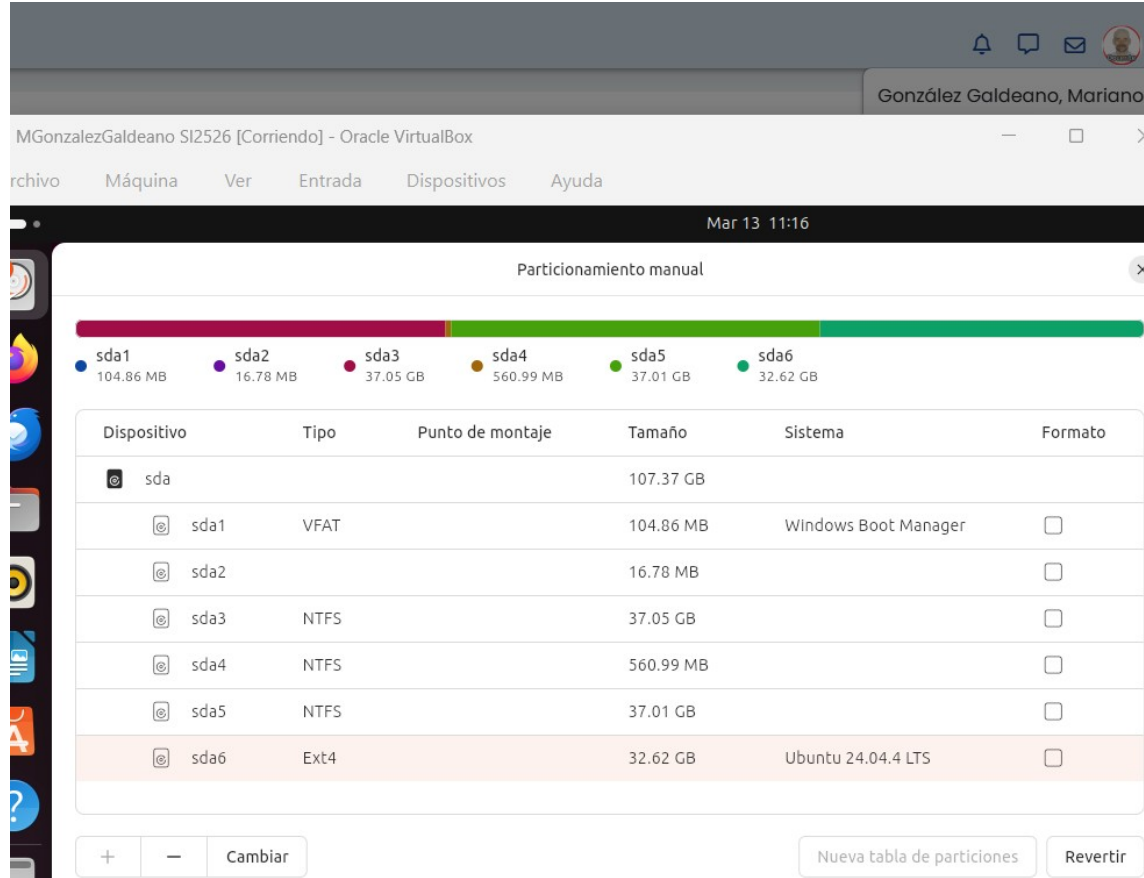 González Galdeano, Mariano
MGonzalezGaldeano SI2526 [Corriendo] - Oracle VirtualBox
rchivo Máquina Ver Entrada Dispositivos Ayuda
Mar 13 11:16
Particionamiento manual
sda1 sda2 sda3 sda4 sda5 sda6
104.86 MB 16.78 MB 37.05 GB 560.99 MB 37.01 GB 32.62 GB
Dispositivo Tipo Punto de montaje Tamaño Sistema Formato
sda 107.37 GB
sda1 VFAT 104.86 MB Windows Boot Manager
sda2 16.78 MB
sda3 NTFS 37.05 GB
sda4 NTFS 560.99 MB
sda5 NTFS 37.01 GB
sda6 Ext4 32.62 GB Ubuntu 24.04.4 LTS
+ − Cambiar Nueva tabla de particiones Revertir